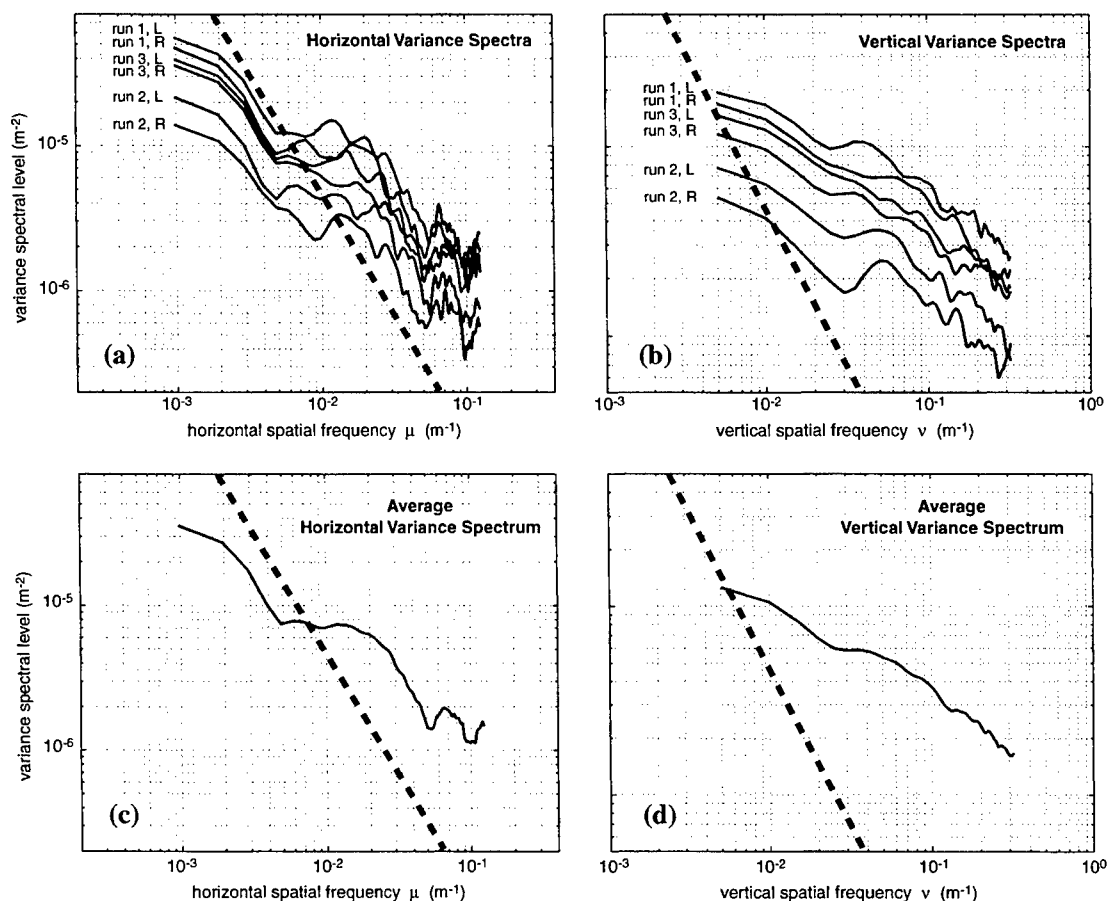 run 1, L
run 1, R
run 3, L
run 3, R
run 2, L
run 2, R
Horizontal Variance Spectra
variance spectral level (m-2)
10-5
10-6
(a)
10-3
10-2
10-1
horizontal spatial frequency μ (m-1)
Vertical Variance Spectra
run 1, L
run 1, R
run 3, L
run 3, R
run 2, L
run 2, R
(b)
10-3
10-2
10-1
100
vertical spatial frequency ν (m-1)
Average
Horizontal Variance Spectrum
variance spectral level (m-2)
10-5
10-6
(c)
10-3
10-2
10-1
horizontal spatial frequency μ (m-1)
Average
Vertical Variance Spectrum
(d)
10-3
10-2
10-1
100
vertical spatial frequency ν (m-1)